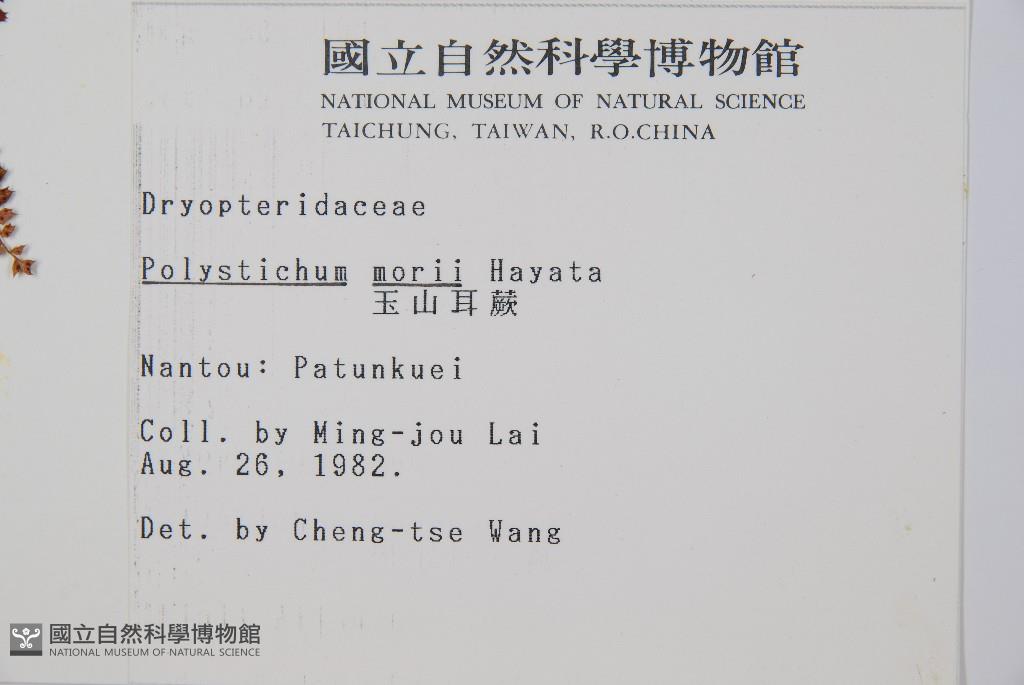 國立自然科學博物館
NATIONAL MUSEUM OF NATURAL SCIENCE
TAICHUNG, TAIWAN, R.O.CHINA
Dryopteridaceae
Polystichum morii Hayata
玉山耳蕨
Nantou: Patunkuei
Coll. by Ming-jou Lai
Aug. 26, 1982.
Det. by Cheng-tse Wang
國立自然科學博物館
NATIONAL MUSEUM OF NATURAL SCIENCE